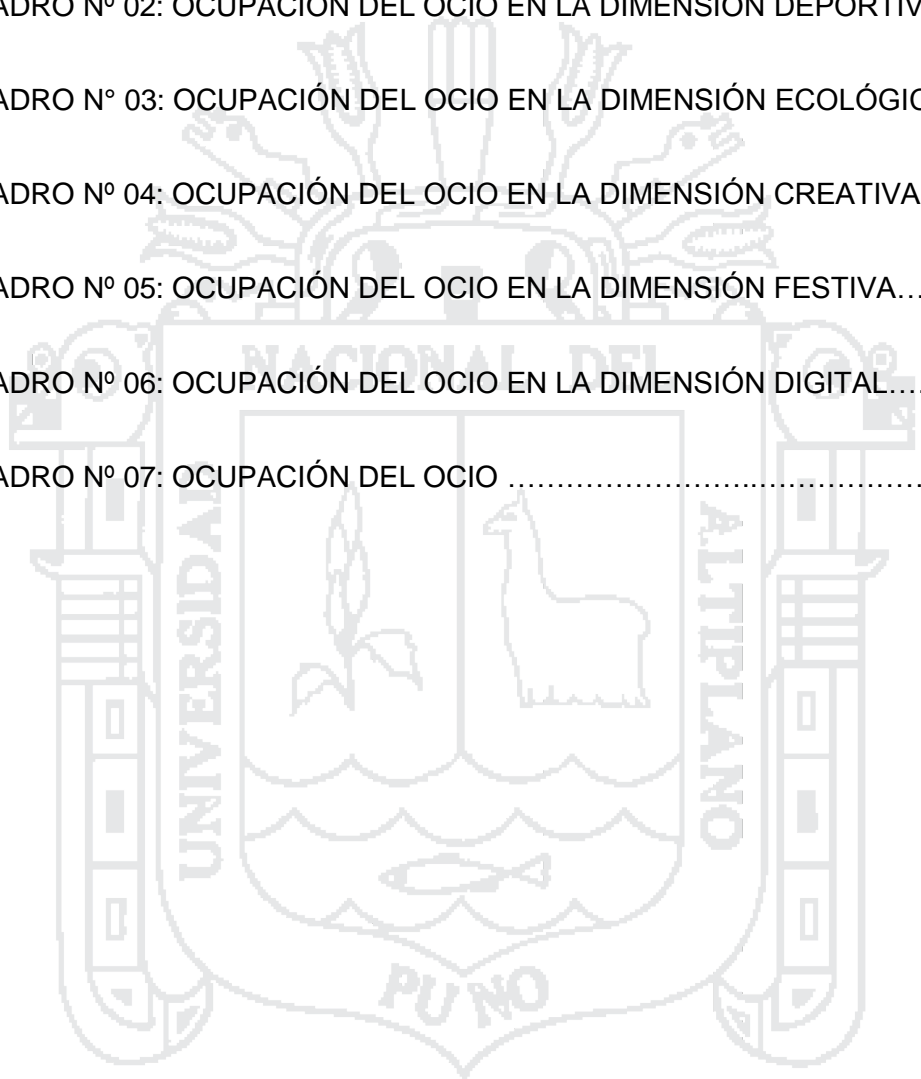 ADRO Nº 02: OCUPACIÓN DEL OCIO EN LA DIMENSIÓN DEPORTIV
ADRO N° 03: OCUPACIÓN DEL OCIO EN LA DIMENSIÓN ECOLÓGIC
ADRO Nº 04: OCUPACIÓN DEL OCIO EN LA DIMENSIÓN CREATIVA
ADRO Nº 05: OCUPACIÓN DEL OCIO EN LA DIMENSIÓN FESTIVA…
ADRO Nº 06: OCUPACIÓN DEL OCIO EN LA DIMENSIÓN DIGITAL….
ADRO Nº 07: OCUPACIÓN DEL OCIO ……………………..………………
UNIVERSIDAD
NACIONAL DEL
ALTIPLANO
PUNO